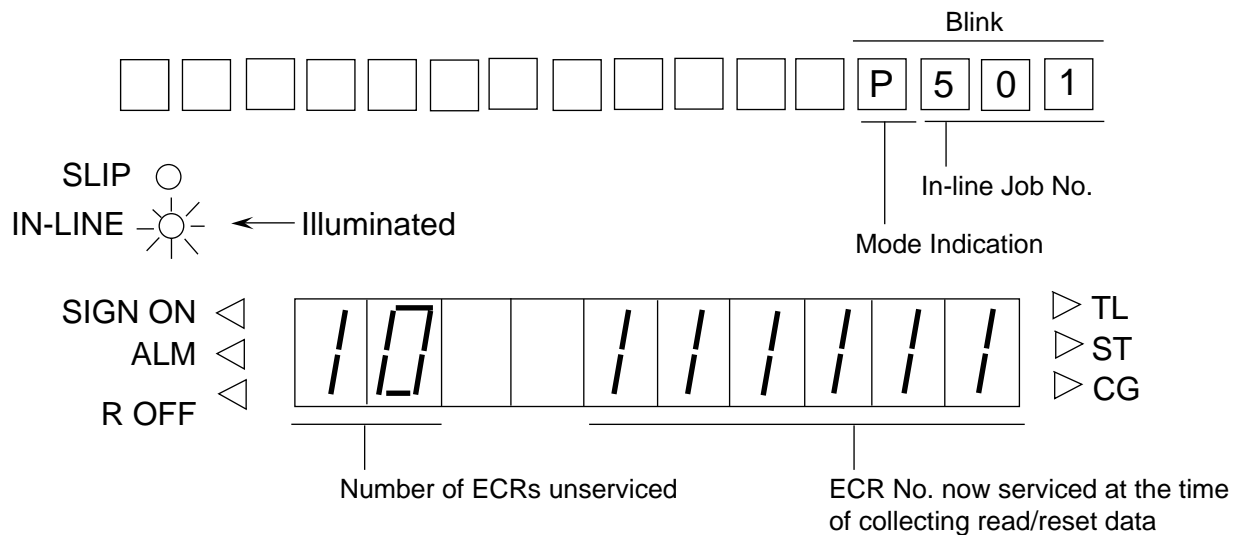 Blink
P 5 0 1
SLIP
In-line Job No.
IN-LINE
Illuminated
Mode Indication
SIGN ON
TL
ALM
10 111111
ST
R OFF
CG
Number of ECRs unserviced
ECR No. now serviced at the time
of collecting read/reset data